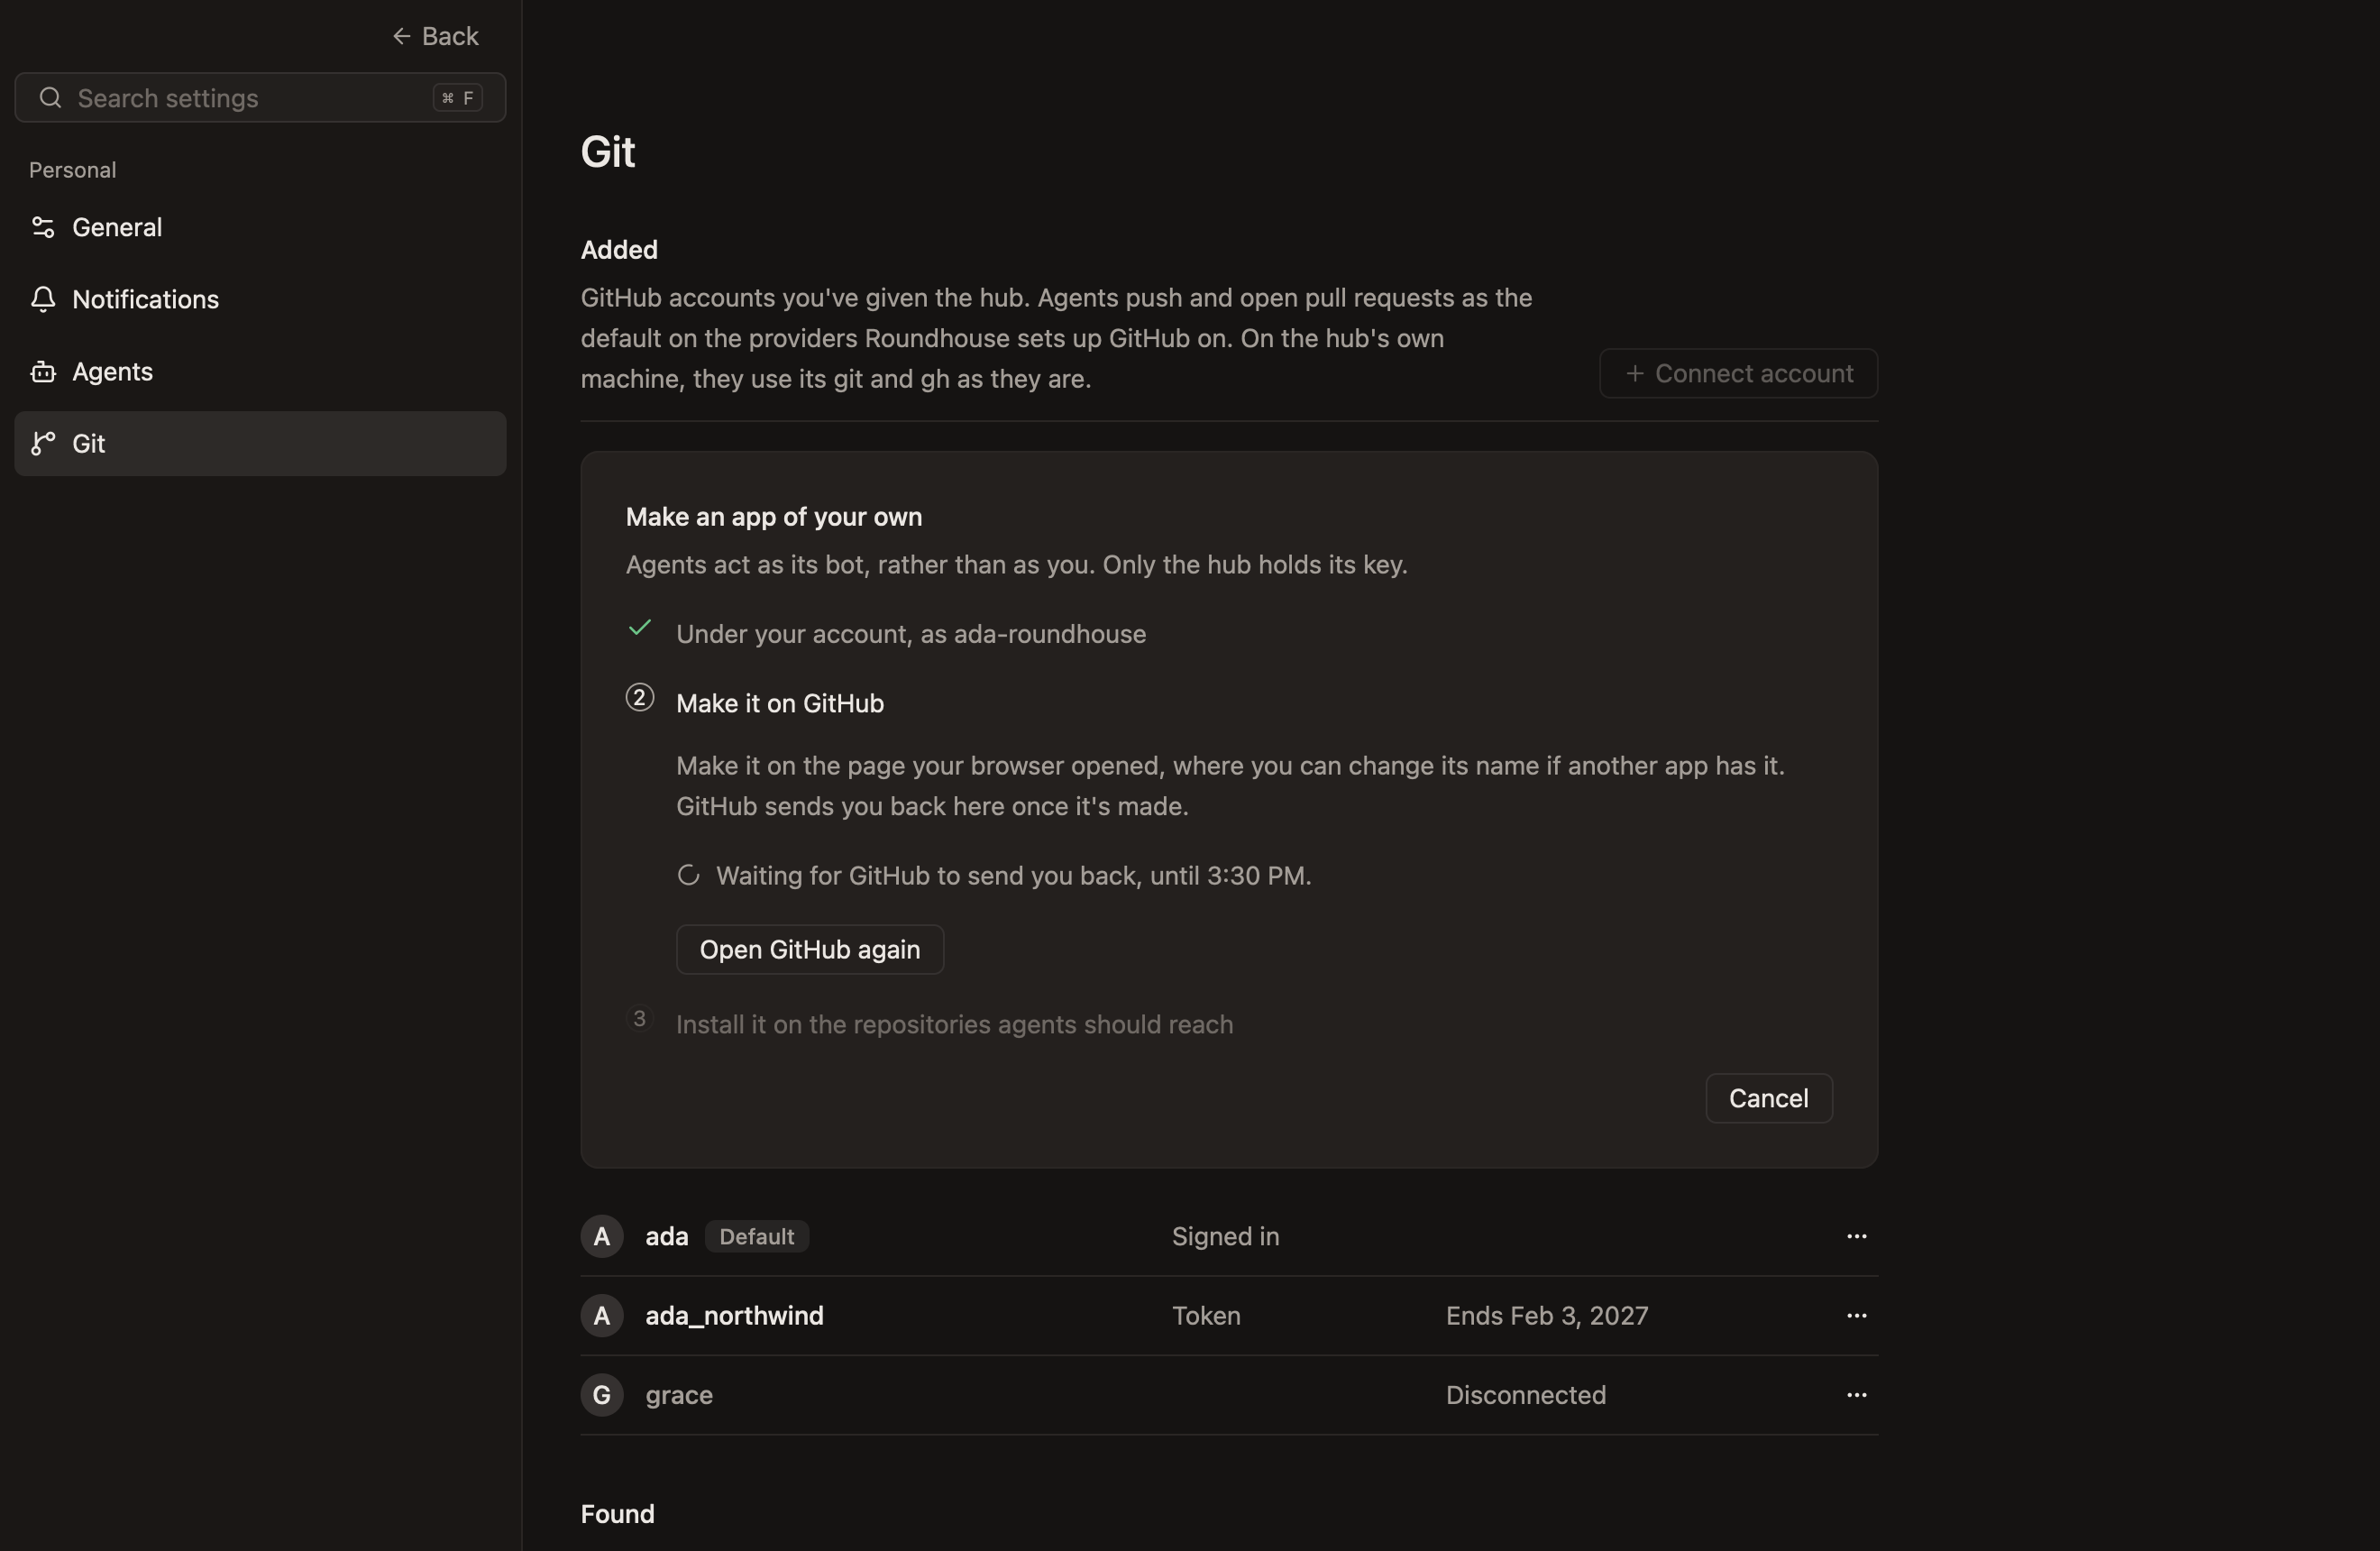 Back
Search settings
⌘ F
Personal
General
Notifications
Agents
Git
Git
Added
GitHub accounts you've given the hub. Agents push and open pull requests as the
default on the providers Roundhouse sets up GitHub on. On the hub's own
machine, they use its git and gh as they are.
Connect account
Make an app of your own
Agents act as its bot, rather than as you. Only the hub holds its key.
Under your account, as ada-roundhouse
2 Make it on GitHub
Make it on the page your browser opened, where you can change its name if another app has it.
GitHub sends you back here once it's made.
Waiting for GitHub to send you back, until 3:30 PM.
Open GitHub again
3 Install it on the repositories agents should reach
Cancel
A ada Default Signed in
A ada_northwind Token Ends Feb 3, 2027
G grace Disconnected
Found